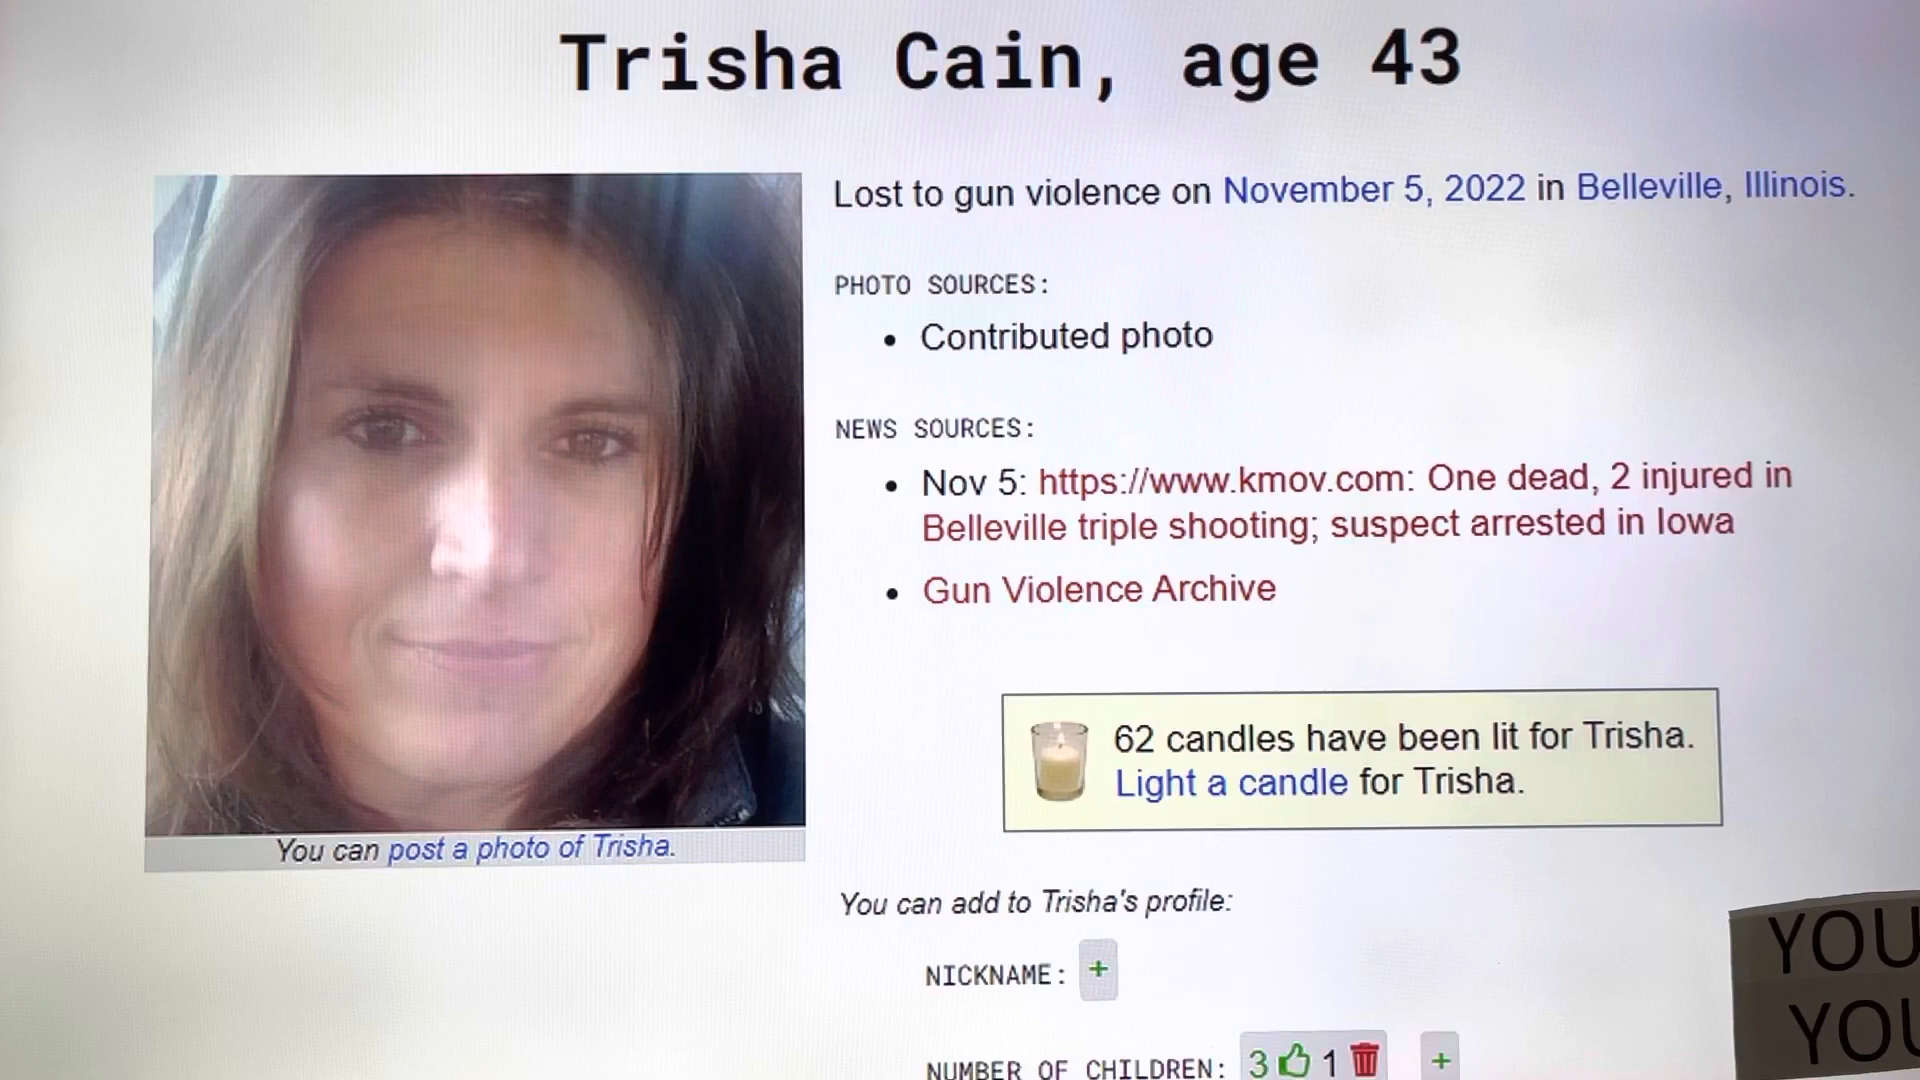 Trisha Cain, age 43
Lost to gun violence on November 5, 2022 in Belleville, Illinois.
PHOTO SOURCES:
• Contributed photo
NEWS SOURCES:
• Nov 5: https://www.kmov.com: One dead, 2 injured in
Belleville triple shooting; suspect arrested in Iowa
• Gun Violence Archive
62 candles have been lit for Trisha.
Light a candle for Trisha.
You can post a photo of Trisha.
You can add to Trisha's profile:
NICKNAME: +
NUMBER OF CHILDREN: 3 1 +
YOU
YOU